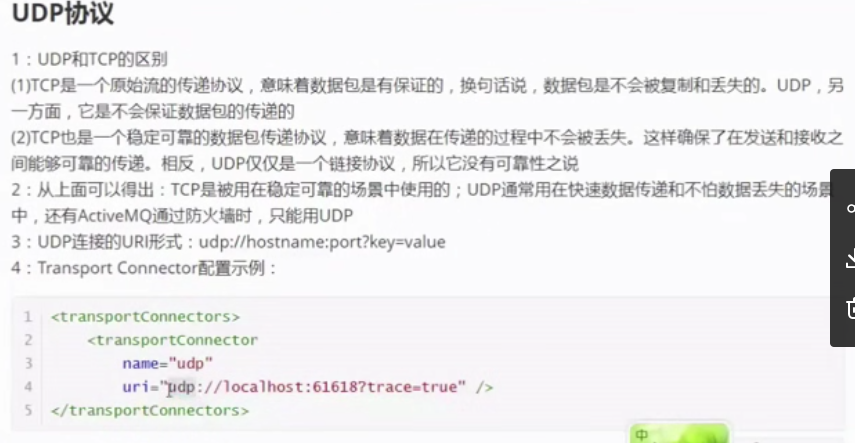 UDP协议
1：UDP和TCP的区别
(1)TCP是一个原始流的传递协议，意味着数据包是有保证的，换句话说，数据包是不会被复制和丢失的。UDP，另
一方面，它是不会保证数据包的传递的
(2)TCP也是一个稳定可靠的数据包传递协议，意味着数据在传递的过程中不会被丢失。这样确保了在发送和接收之
间能够可靠的传递。相反，UDP仅仅是一个链接协议，所以它没有可靠性之说
2：从上面可以得出：TCP是被用在稳定可靠的场景中使用的；UDP通常用在快速数据传递和不怕数据丢失的场景
中，还有ActiveMQ通过防火墙时，只能用UDP
3：UDP连接的URI形式：udp://hostname:port?key=value
4：Transport Connector配置示例：
1 <transportConnectors>
2 <transportConnector
3 name="udp"
4 uri="udp://localhost:61618?trace=true" />
5 </transportConnectors>
中